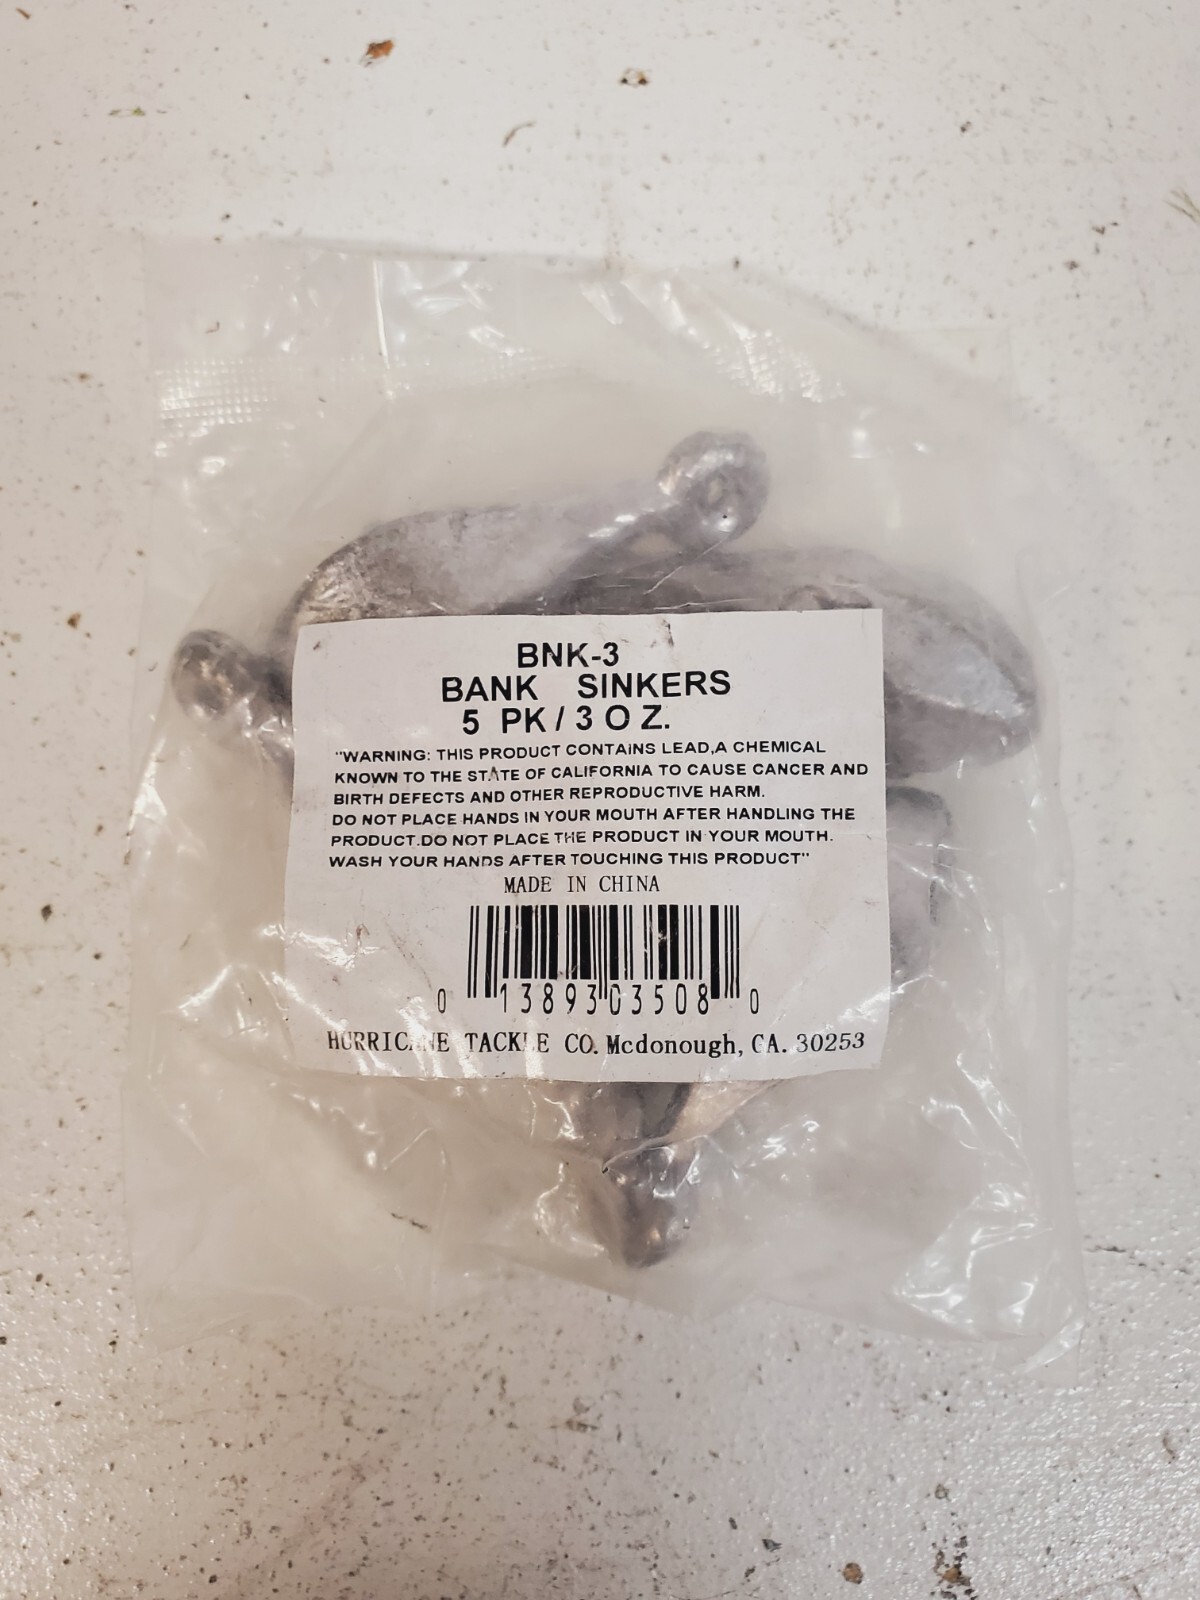 BNK-3
BANK SINKERS
5 PK / 3 OZ.
"WARNING: THIS PRODUCT CONTAINS LEAD,A CHEMICAL
KNOWN TO THE STATE OF CALIFORNIA TO CAUSE CANCER AND
BIRTH DEFECTS AND OTHER REPRODUCTIVE HARM.
DO NOT PLACE HANDS IN YOUR MOUTH AFTER HANDLING THE
PRODUCT.DO NOT PLACE THE PRODUCT IN YOUR MOUTH.
WASH YOUR HANDS AFTER TOUCHING THIS PRODUCT"
MADE IN CHINA
0 13893 03508 0
HURRICANE TACKLE CO. Mcdonough, GA. 30253